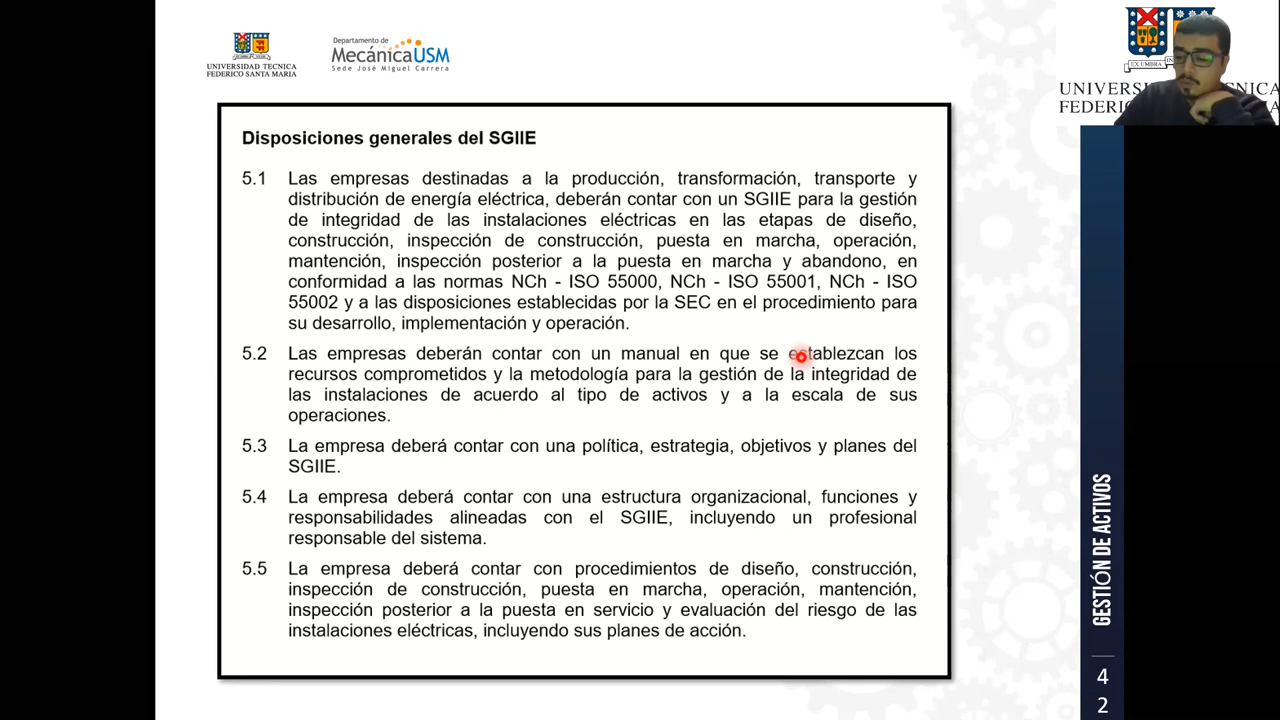 UNIVERSIDAD TECNICA
FEDERICO SANTA MARIA
Departamento de
MecánicaUSM
Sede José Miguel Carrera
EX UMBRA
UNIVERS
NICA
FEDERI
MARIA
Disposiciones generales del SGIIE
5.1 Las empresas destinadas a la producción, transformación, transporte y
distribución de energía eléctrica, deberán contar con un SGIIE para la gestión
de integridad de las instalaciones eléctricas en las etapas de diseño,
construcción, inspección de construcción, puesta en marcha, operación,
mantención, inspección posterior a la puesta en marcha y abandono, en
conformidad a las normas NCh - ISO 55000, NCh - ISO 55001, NCh - ISO
55002 y a las disposiciones establecidas por la SEC en el procedimiento para
su desarrollo, implementación y operación.
5.2 Las empresas deberán contar con un manual en que se establezcan los
recursos comprometidos y la metodología para la gestión de la integridad de
las instalaciones de acuerdo al tipo de activos y a la escala de sus
operaciones.
5.3 La empresa deberá contar con una política, estrategia, objetivos y planes del
SGIIE.
5.4 La empresa deberá contar con una estructura organizacional, funciones y
responsabilidades alineadas con el SGIIE, incluyendo un profesional
responsable del sistema.
5.5 La empresa deberá contar con procedimientos de diseño, construcción,
inspección de construcción, puesta en marcha, operación, mantención,
inspección posterior a la puesta en servicio y evaluación del riesgo de las
instalaciones eléctricas, incluyendo sus planes de acción.
GESTIÓN DE ACTIVOS
4
2